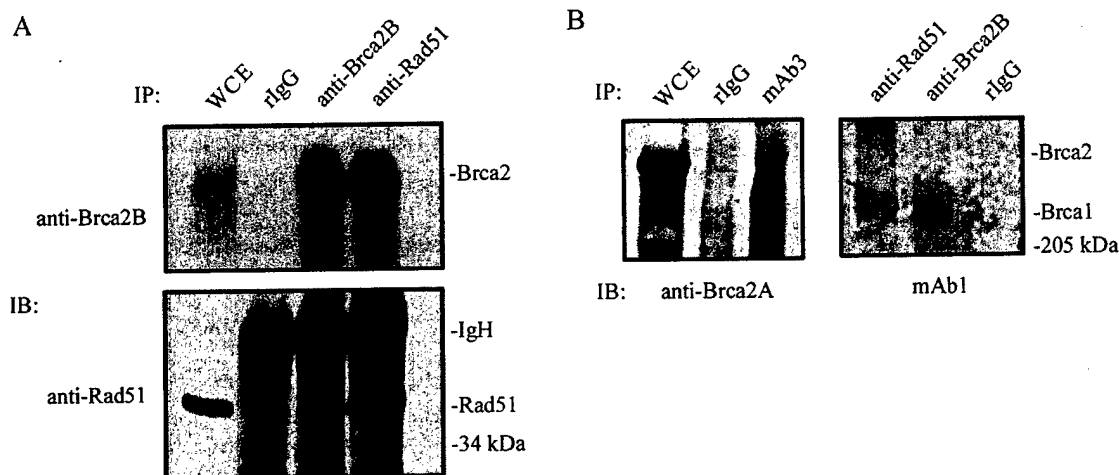 A
IP: WCE rIgG anti-Brca2B anti-Rad51
anti-Brca2B
-Brca2
IB:
anti-Rad51
-IgH
-Rad51
-34 kDa
B
IP: WCE rIgG mAb3 anti-Rad51 anti-Brca2B rIgG
-Brca2
-Brca1
-205 kDa
IB: anti-Brca2A mAb1